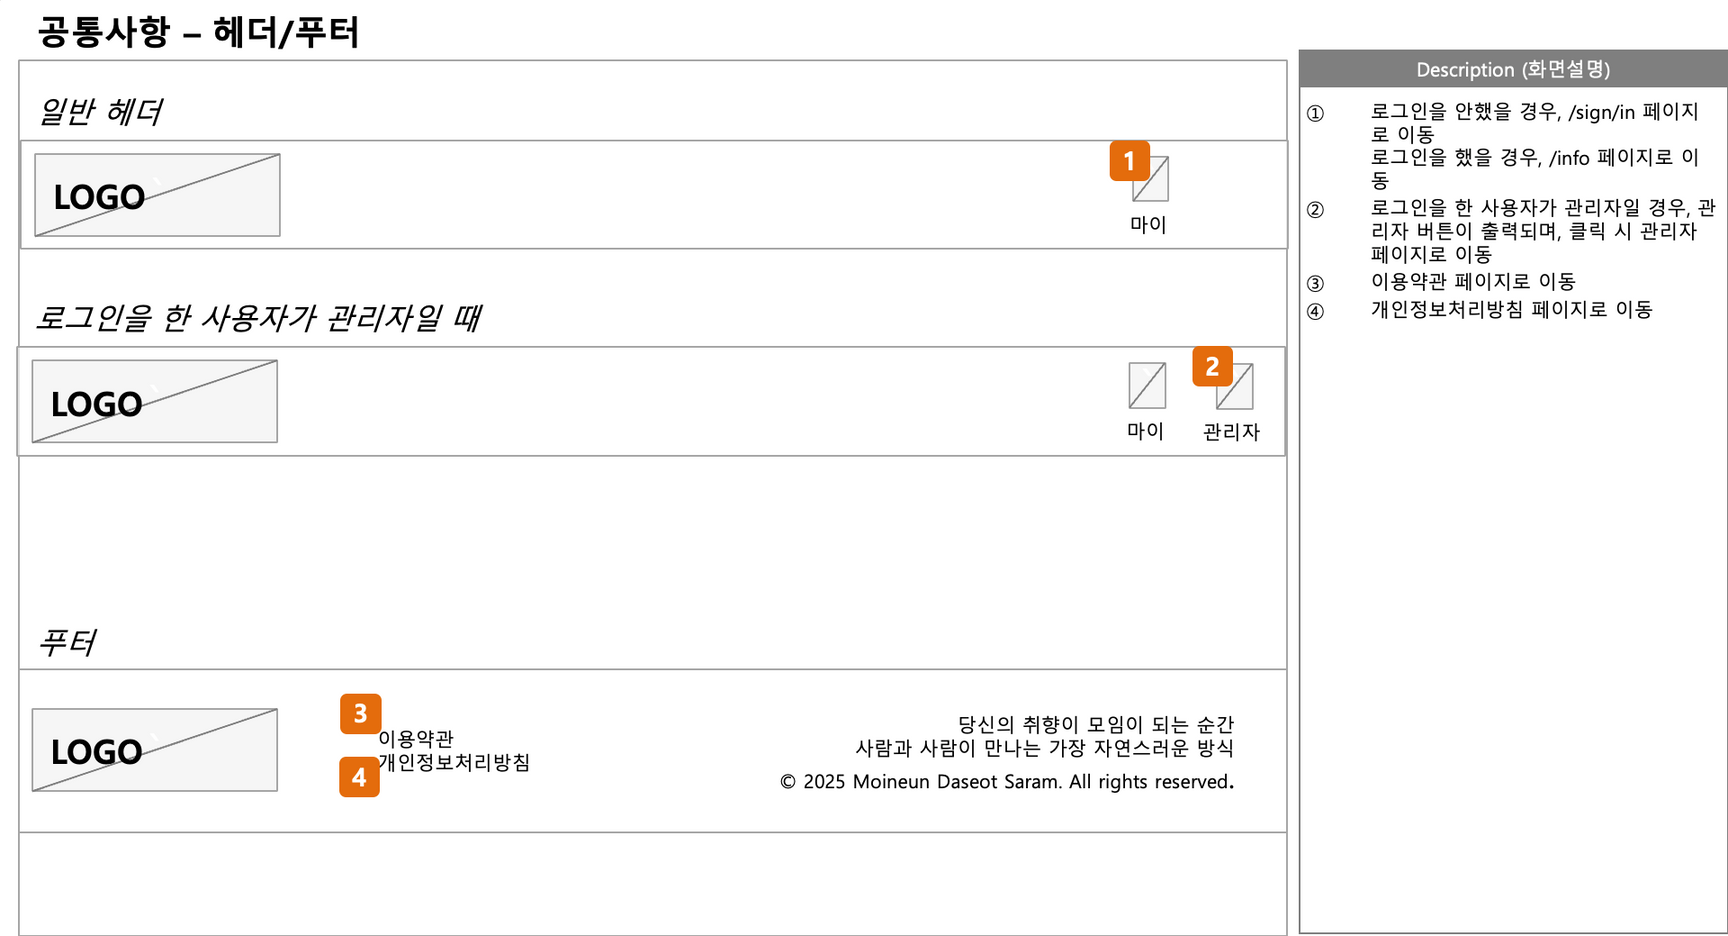 공통사항 – 헤더/푸터
일반 헤더
LOGO
1
마이
로그인을 한 사용자가 관리자일 때
LOGO
마이
2
관리자
푸터
LOGO
3
이용약관
4
개인정보처리방침
당신의 취향이 모임이 되는 순간
사람과 사람이 만나는 가장 자연스러운 방식
© 2025 Moineun Daseot Saram. All rights reserved.
Description (화면설명)
① 로그인을 안했을 경우, /sign/in 페이지
로 이동
로그인을 했을 경우, /info 페이지로 이
동
② 로그인을 한 사용자가 관리자일 경우, 관
리자 버튼이 출력되며, 클릭 시 관리자
페이지로 이동
③ 이용약관 페이지로 이동
④ 개인정보처리방침 페이지로 이동